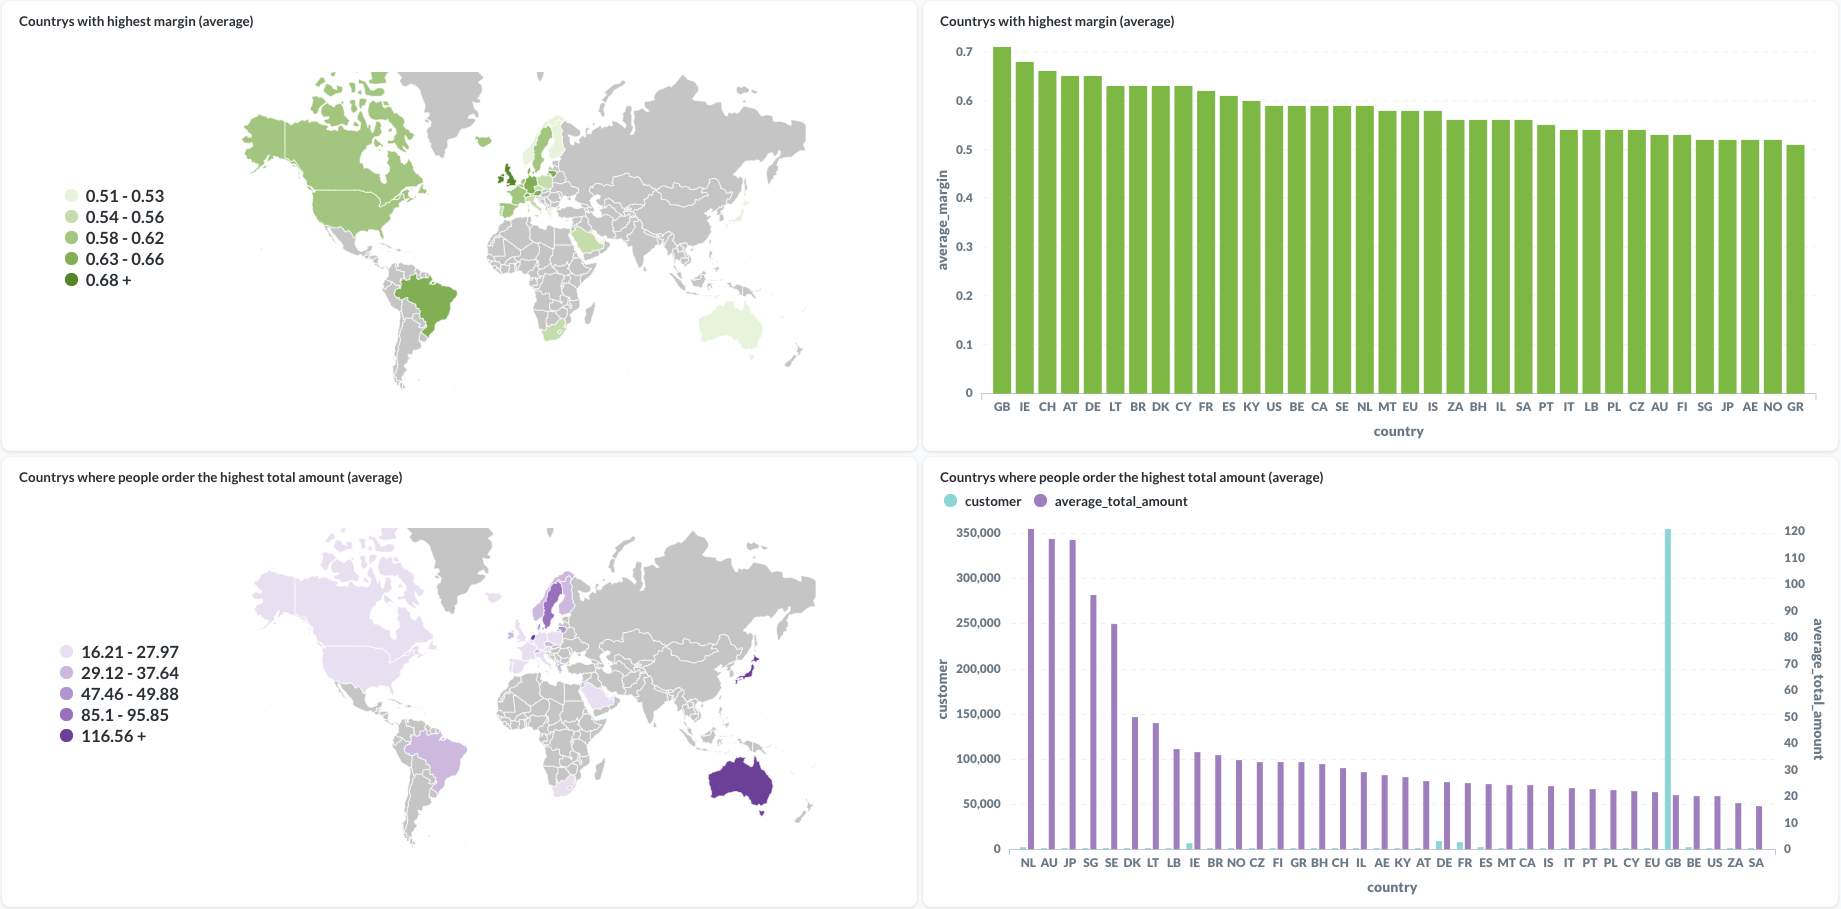 Countrys with highest margin (average)
0.51 - 0.53
0.54 - 0.56
0.58 - 0.62
0.63 - 0.66
0.68 +
Countrys with highest margin (average)
average_margin
0.7
0.6
0.5
0.4
0.3
0.2
0.1
0
GB IE CH AT DE LT BR DK CY FR ES KY US BE CA SE NL MT EU IS ZA BH IL SA PT IT LB PL CZ AU FI SG JP AE NO GR
country
Countrys where people order the highest total amount (average)
16.21 - 27.97
29.12 - 37.64
47.46 - 49.88
85.1 - 95.85
116.56 +
Countrys where people order the highest total amount (average)
customer average_total_amount
customer
350,000
300,000
250,000
200,000
150,000
100,000
50,000
0
120
110
100
90
80
70
60
50
40
30
20
10
0
average_total_amount
NL AU JP SG SE DK LT LB IE BR NO CZ FI GR BH CH IL AE KY AT DE FR ES MT CA IS IT PT PL CY EU GB BE US ZA SA
country